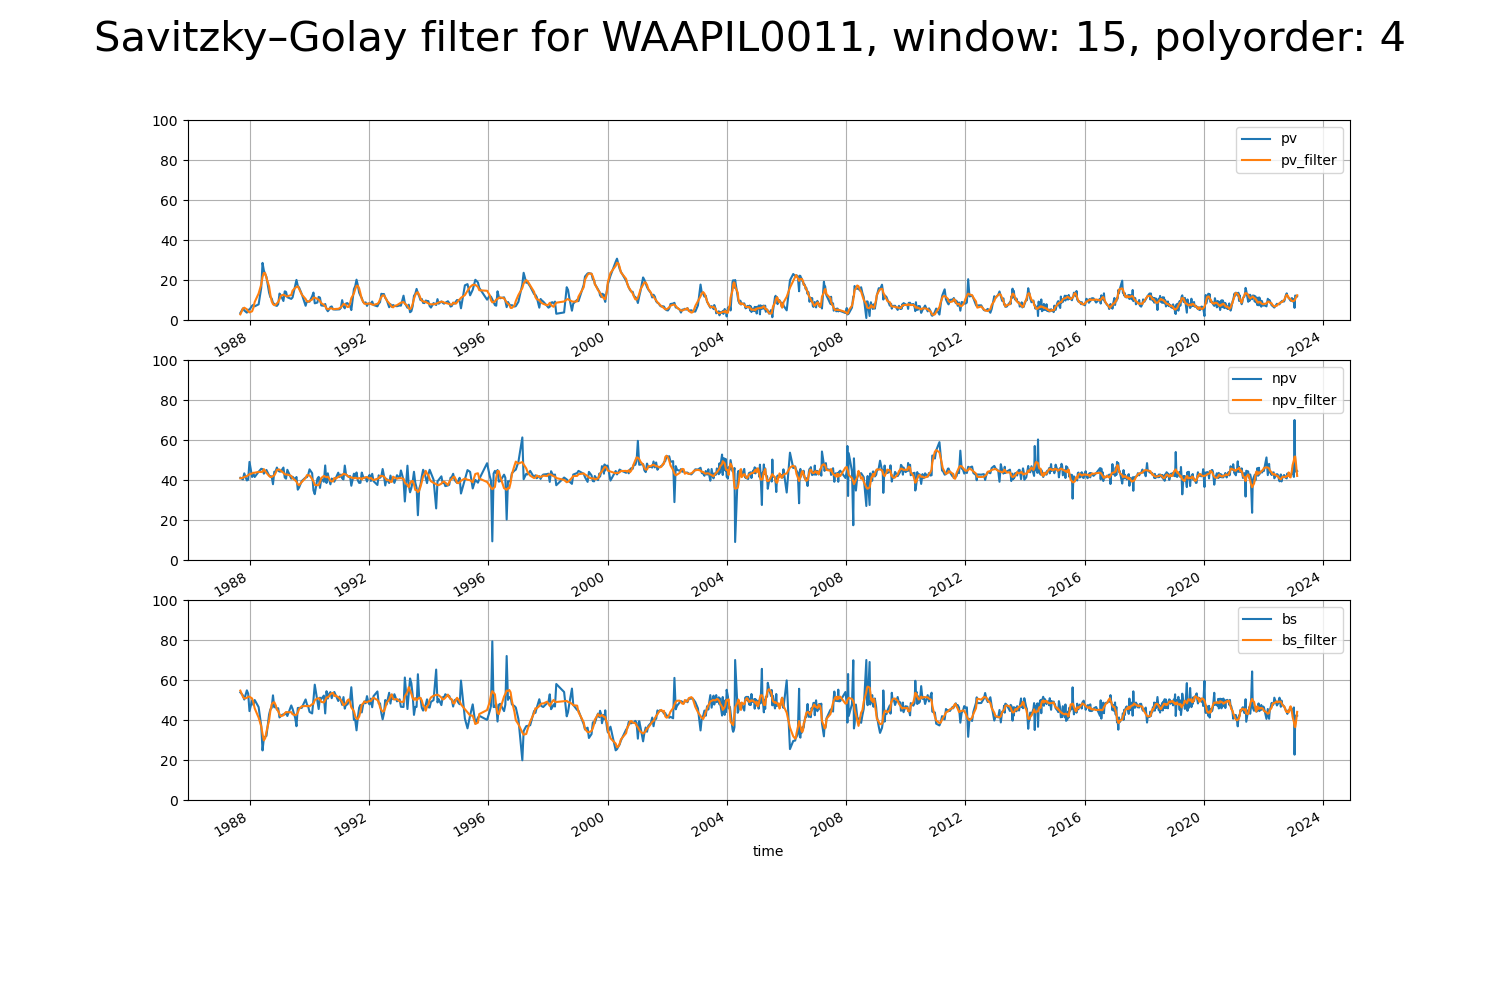 Savitzky–Golay filter for WAAPIL0011, window: 15, polyorder: 4
100
80
60
40
20
0
pv
pv_filter
1988 1992 1996 2000 2004 2008 2012 2016 2020 2024
100
80
60
40
20
0
npv
npv_filter
1988 1992 1996 2000 2004 2008 2012 2016 2020 2024
100
80
60
40
20
0
bs
bs_filter
1988 1992 1996 2000 2004 2008 2012 2016 2020 2024
time